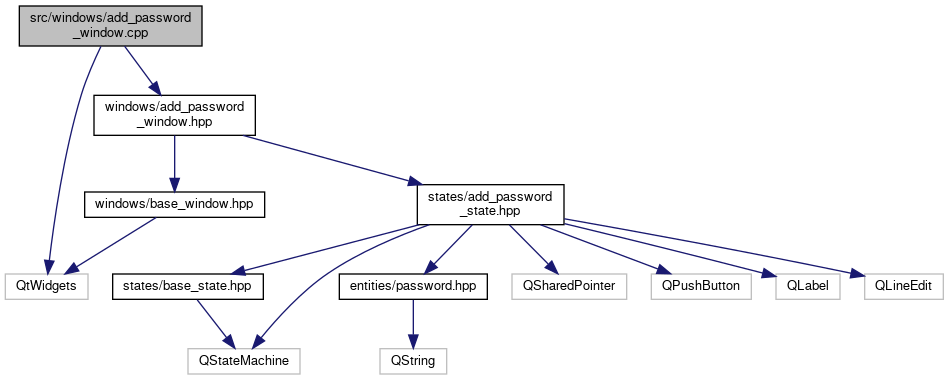 src/windows/add_password
_window.cpp
windows/add_password
_window.hpp
windows/base_window.hpp
states/add_password
_state.hpp
QtWidgets
states/base_state.hpp
entities/password.hpp
QSharedPointer
QPushButton
QLabel
QLineEdit
QStateMachine
QString